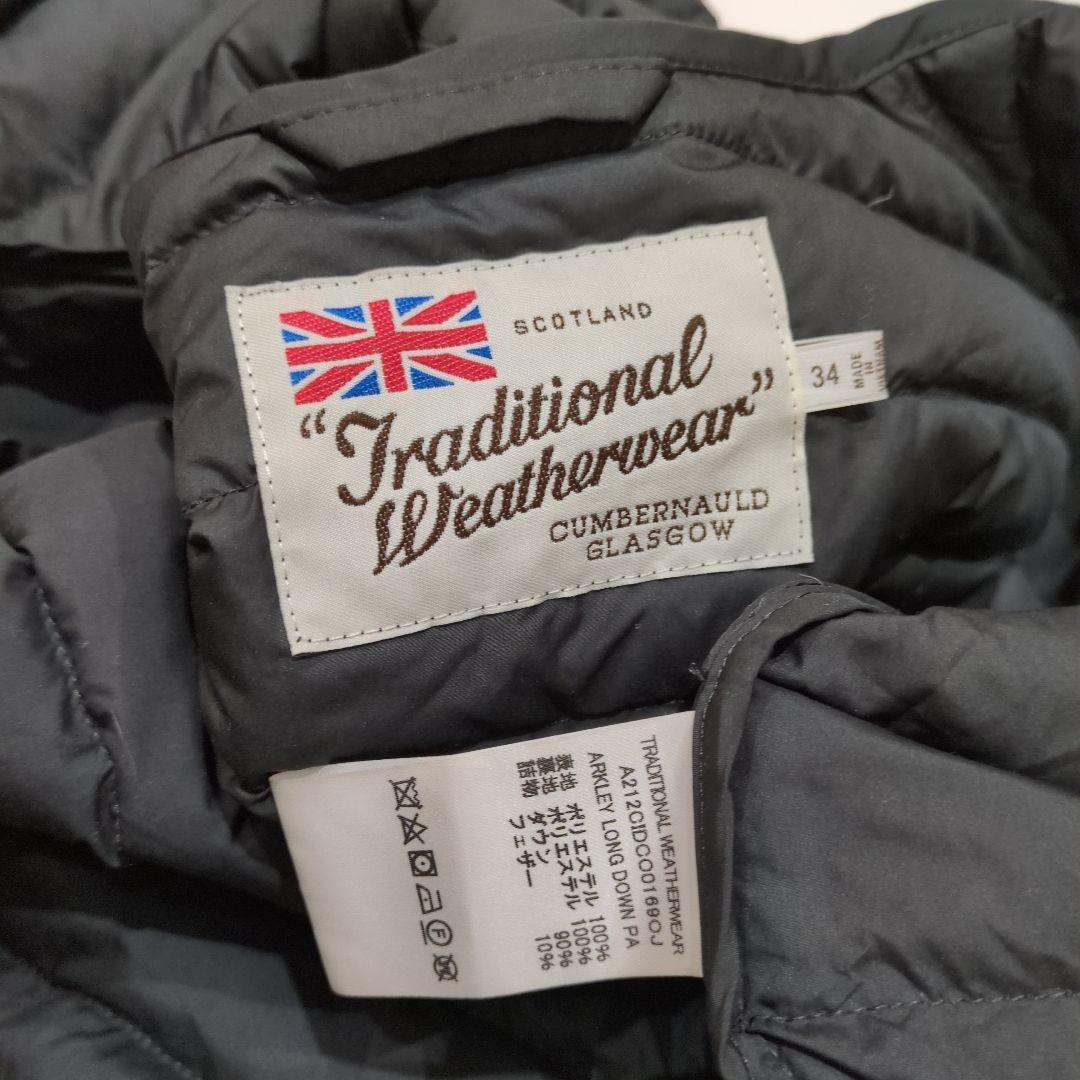 SCOTLAND
“Traditional
Weatherwear”
CUMBERNAULD
GLASGOW
34
MADE
IN
TRADITIONAL WEATHERWEAR
A212CIDCO0169OJ
ARKLEY LONG DOWN PA
表地 ポリエステル 100%
裏地 ポリエステル 100%
詰物 ダウン 90%
フェザー 10%
F